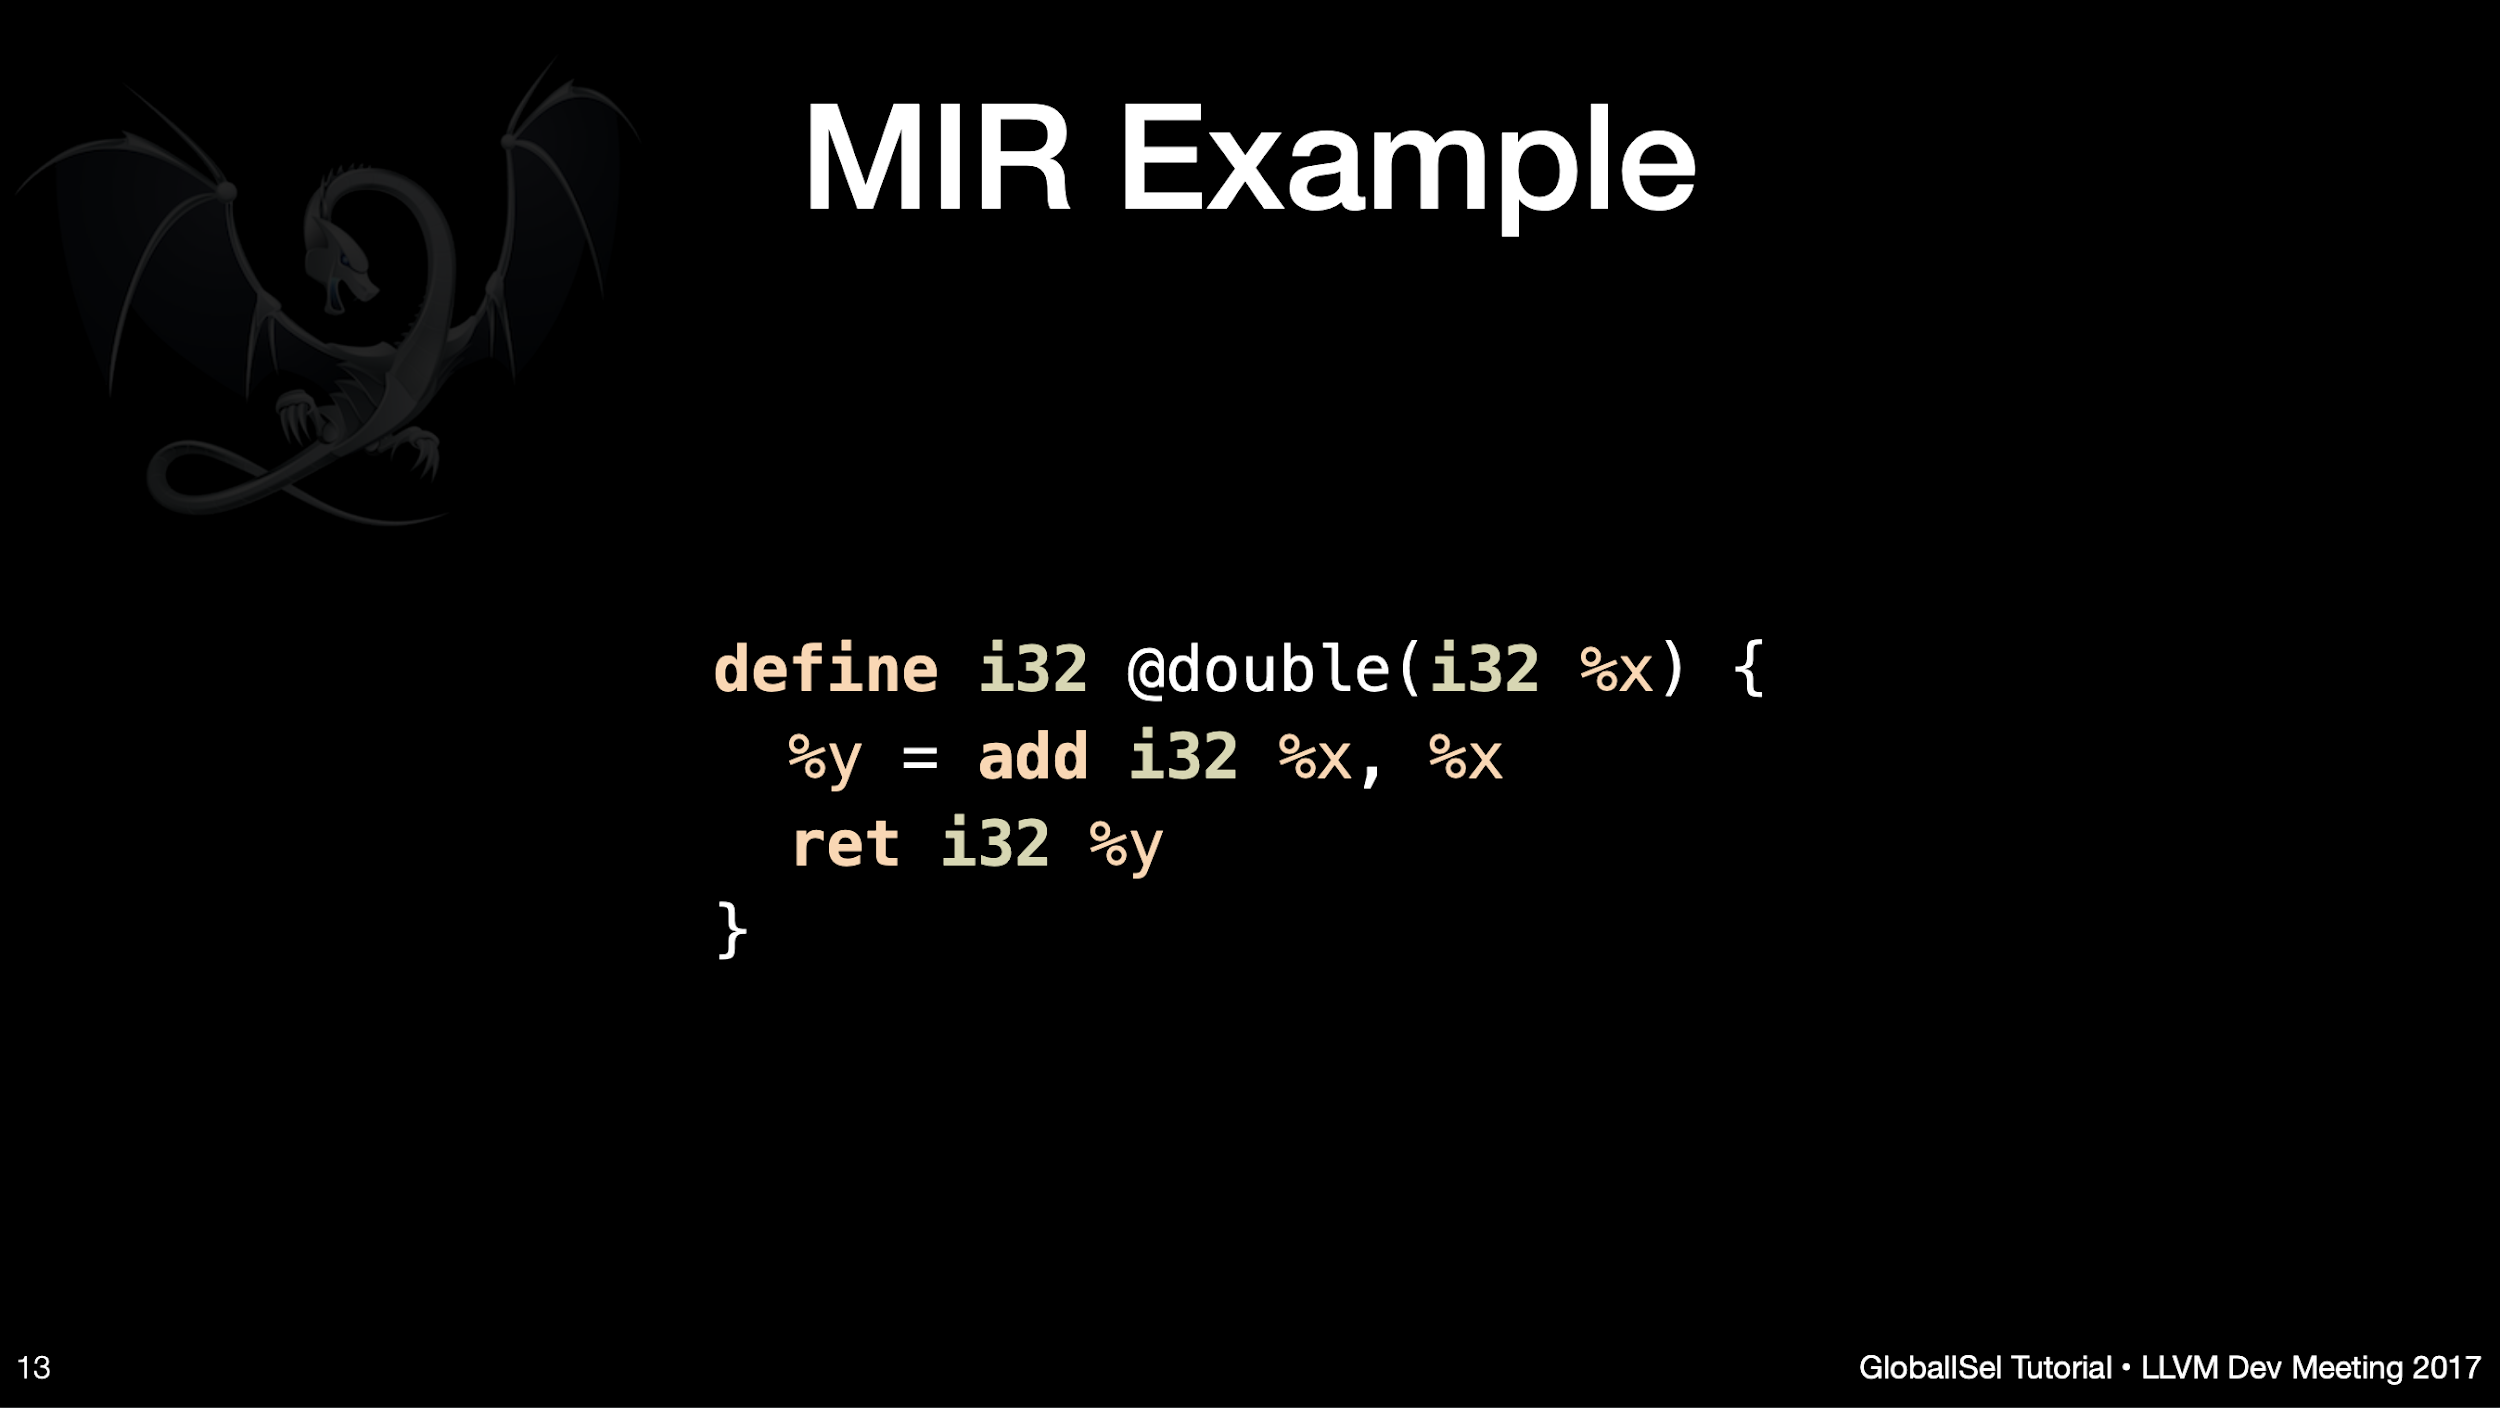 MIR Example
define i32 @double(i32 %x) {
  %y = add i32 %x, %x
  ret i32 %y
}
13
GlobalISel Tutorial • LLVM Dev Meeting 2017